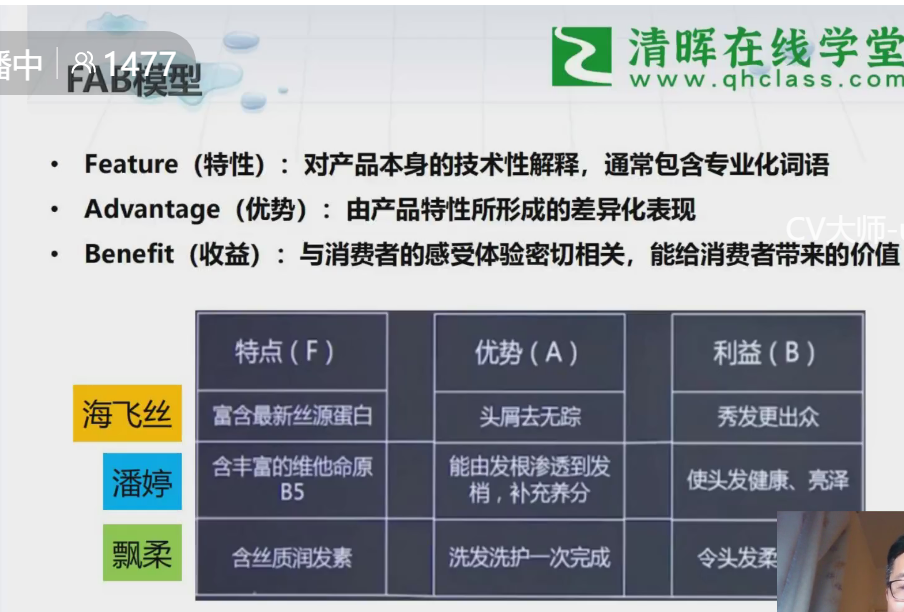 播中 1477
FAB模型
清晖在线学堂
www.qhclass.com
• Feature（特性）：对产品本身的技术性解释，通常包含专业化词语
• Advantage（优势）：由产品特性所形成的差异化表现
• Benefit（收益）：与消费者的感受体验密切相关，能给消费者带来的价值
CV大师-
特点（F） 优势（A） 利益（B）
海飞丝 富含最新丝源蛋白 头屑去无踪 秀发更出众
潘婷 含丰富的维他命原B5 能由发根渗透到发梢，补充养分 使头发健康、亮泽
飘柔 含丝质润发素 洗发洗护一次完成 令头发柔